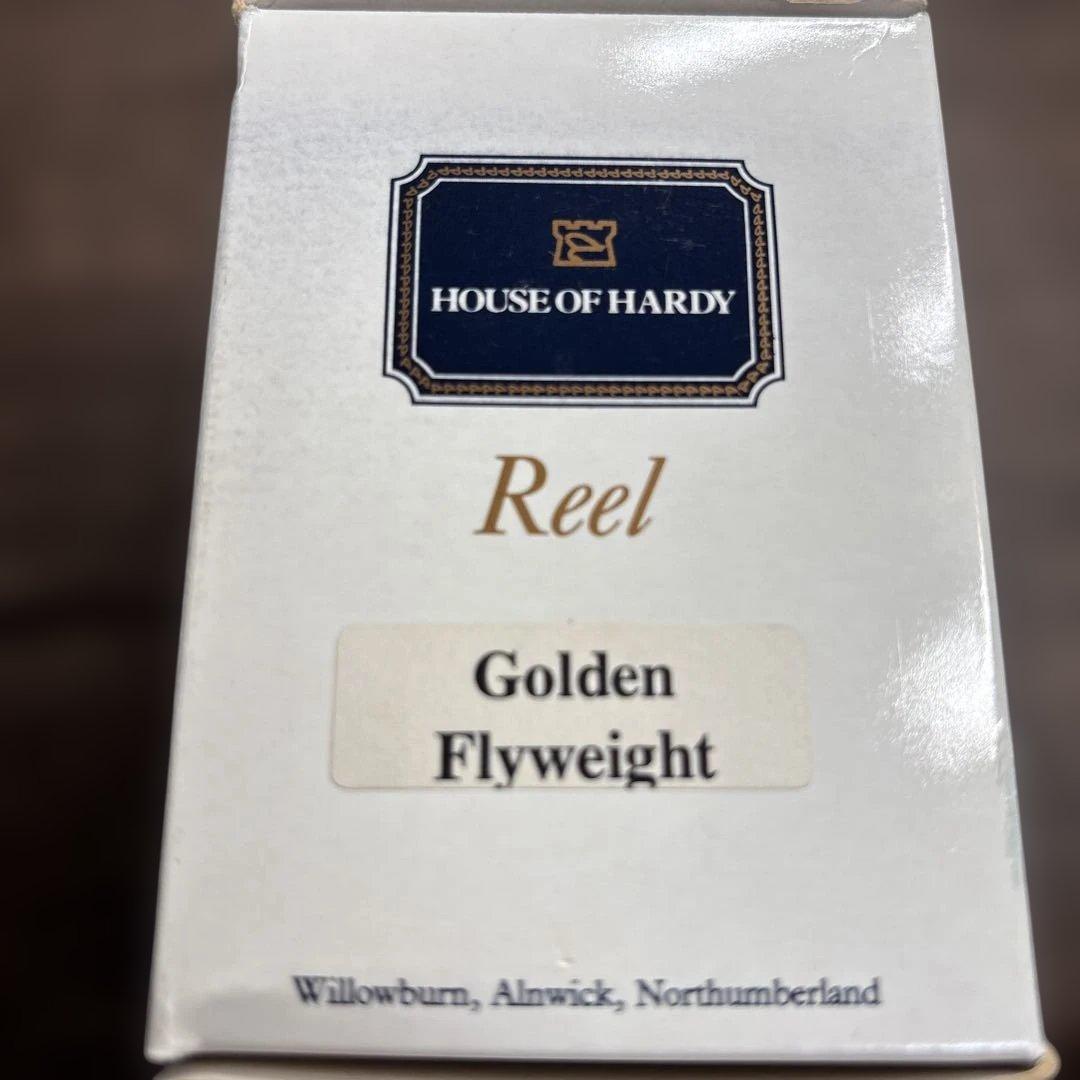 HOUSE OF HARDY
Reel
Golden
Flyweight
Willowburn, Alnwick, Northumberland